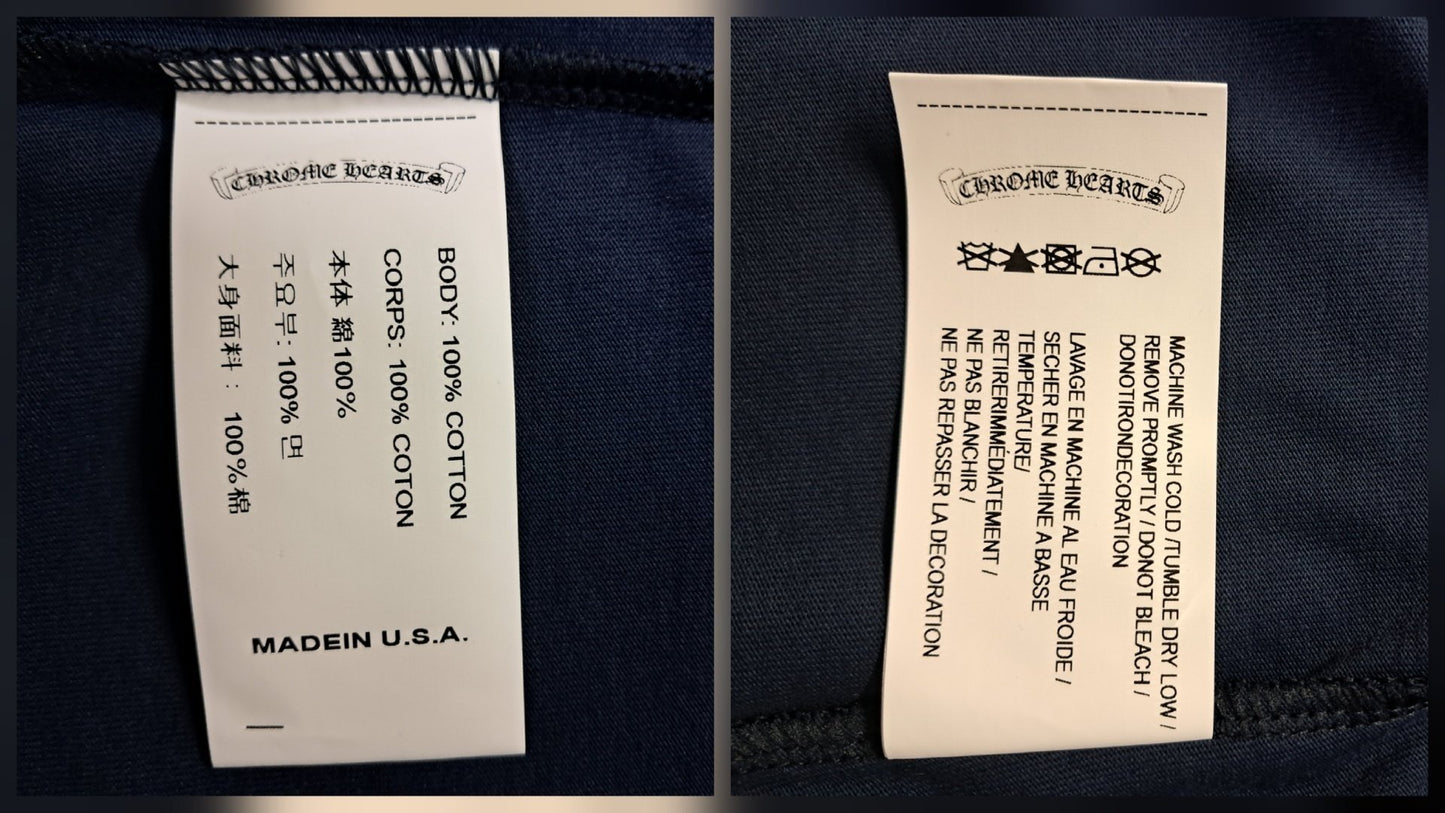 CHROME HEARTS
BODY: 100% COTTON
CORPS: 100% COTON
本体 綿100%
주요부: 100% 면
大身面料： 100%棉
MADEIN U.S.A.
CHROME HEARTS
MACHINE WASH COLD /TUMBLE DRY LOW /
REMOVE PROMPTLY / DONOT BLEACH /
DONOTIRONDECORATION
LAVAGE EN MACHINE AL EAU FROIDE /
SECHER EN MACHINE A BASSE
TEMPERATURE/
RETIRERIMMÉDIATEMENT /
NE PAS BLANCHIR /
NE PAS REPASSER LA DECORATION